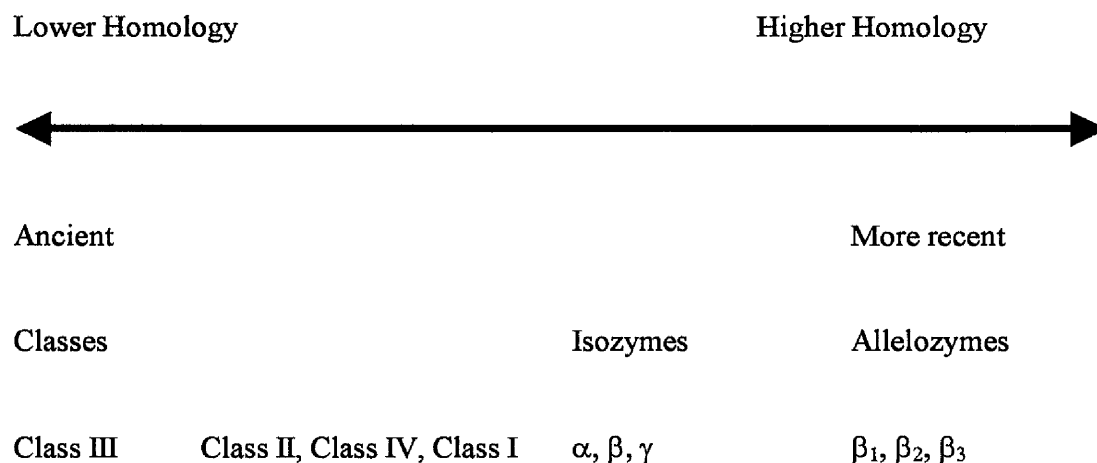 Lower Homology Higher Homology
Ancient More recent
Classes Isozymes Allelozymes
Class III Class II, Class IV, Class I α, β, γ β₁, β₂, β₃